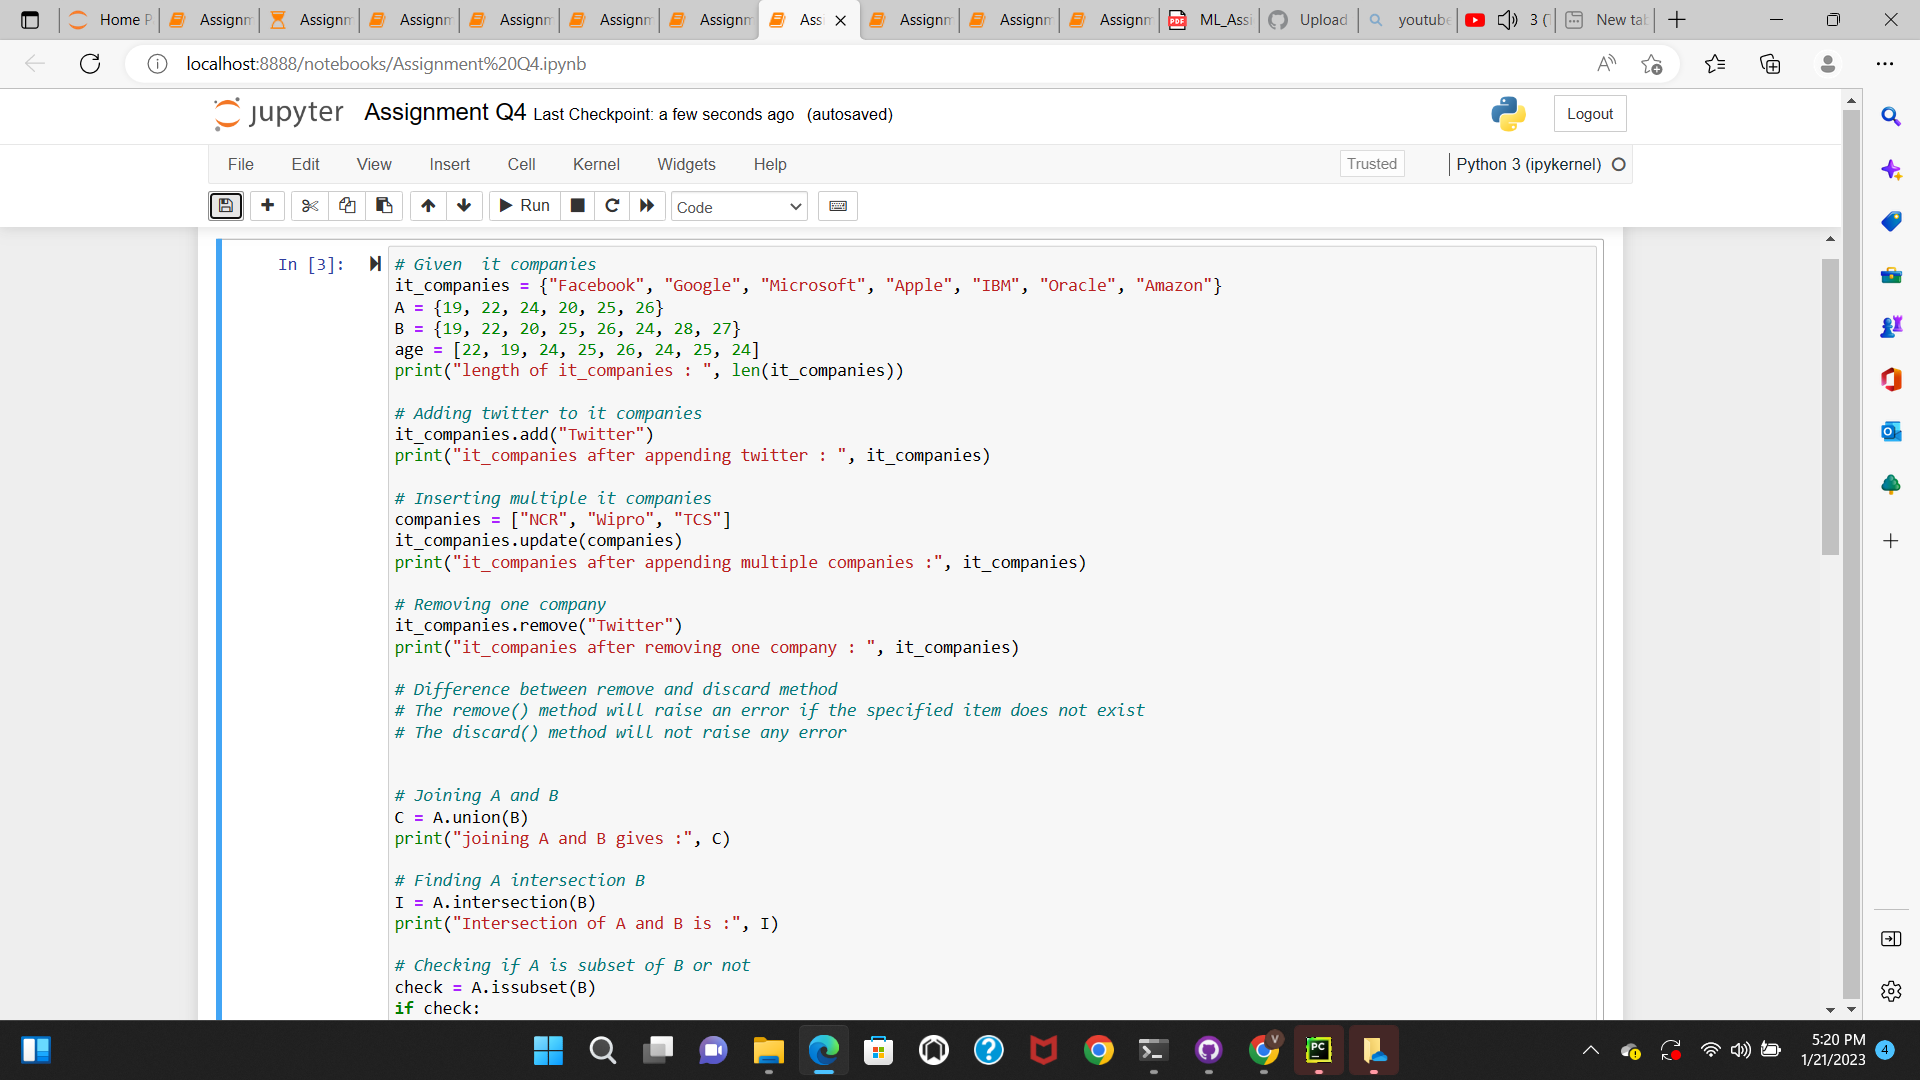 Home P
Assignm
Assignm
Assignm
Assignm
Assignm
Assignm
Ass
Assignm
Assignm
Assignm
ML_Assi
Upload
youtube
3 (
New tab
localhost:8888/notebooks/Assignment%20Q4.ipynb
jupyter Assignment Q4 Last Checkpoint: a few seconds ago (autosaved)
Logout
File Edit View Insert Cell Kernel Widgets Help
Trusted
Python 3 (ipykernel)
Run
Code
In [3]:
# Given  it companies
it_companies = {"Facebook", "Google", "Microsoft", "Apple", "IBM", "Oracle", "Amazon"}
A = {19, 22, 24, 20, 25, 26}
B = {19, 22, 20, 25, 26, 24, 28, 27}
age = [22, 19, 24, 25, 26, 24, 25, 24]
print("length of it_companies : ", len(it_companies))
# Adding twitter to it companies
it_companies.add("Twitter")
print("it_companies after appending twitter : ", it_companies)
# Inserting multiple it companies
companies = ["NCR", "Wipro", "TCS"]
it_companies.update(companies)
print("it_companies after appending multiple companies :", it_companies)
# Removing one company
it_companies.remove("Twitter")
print("it_companies after removing one company : ", it_companies)
# Difference between remove and discard method
# The remove() method will raise an error if the specified item does not exist
# The discard() method will not raise any error
# Joining A and B
C = A.union(B)
print("joining A and B gives :", C)
# Finding A intersection B
I = A.intersection(B)
print("Intersection of A and B is :", I)
# Checking if A is subset of B or not
check = A.issubset(B)
if check:
PC
V
5:20 PM
1/21/2023
4